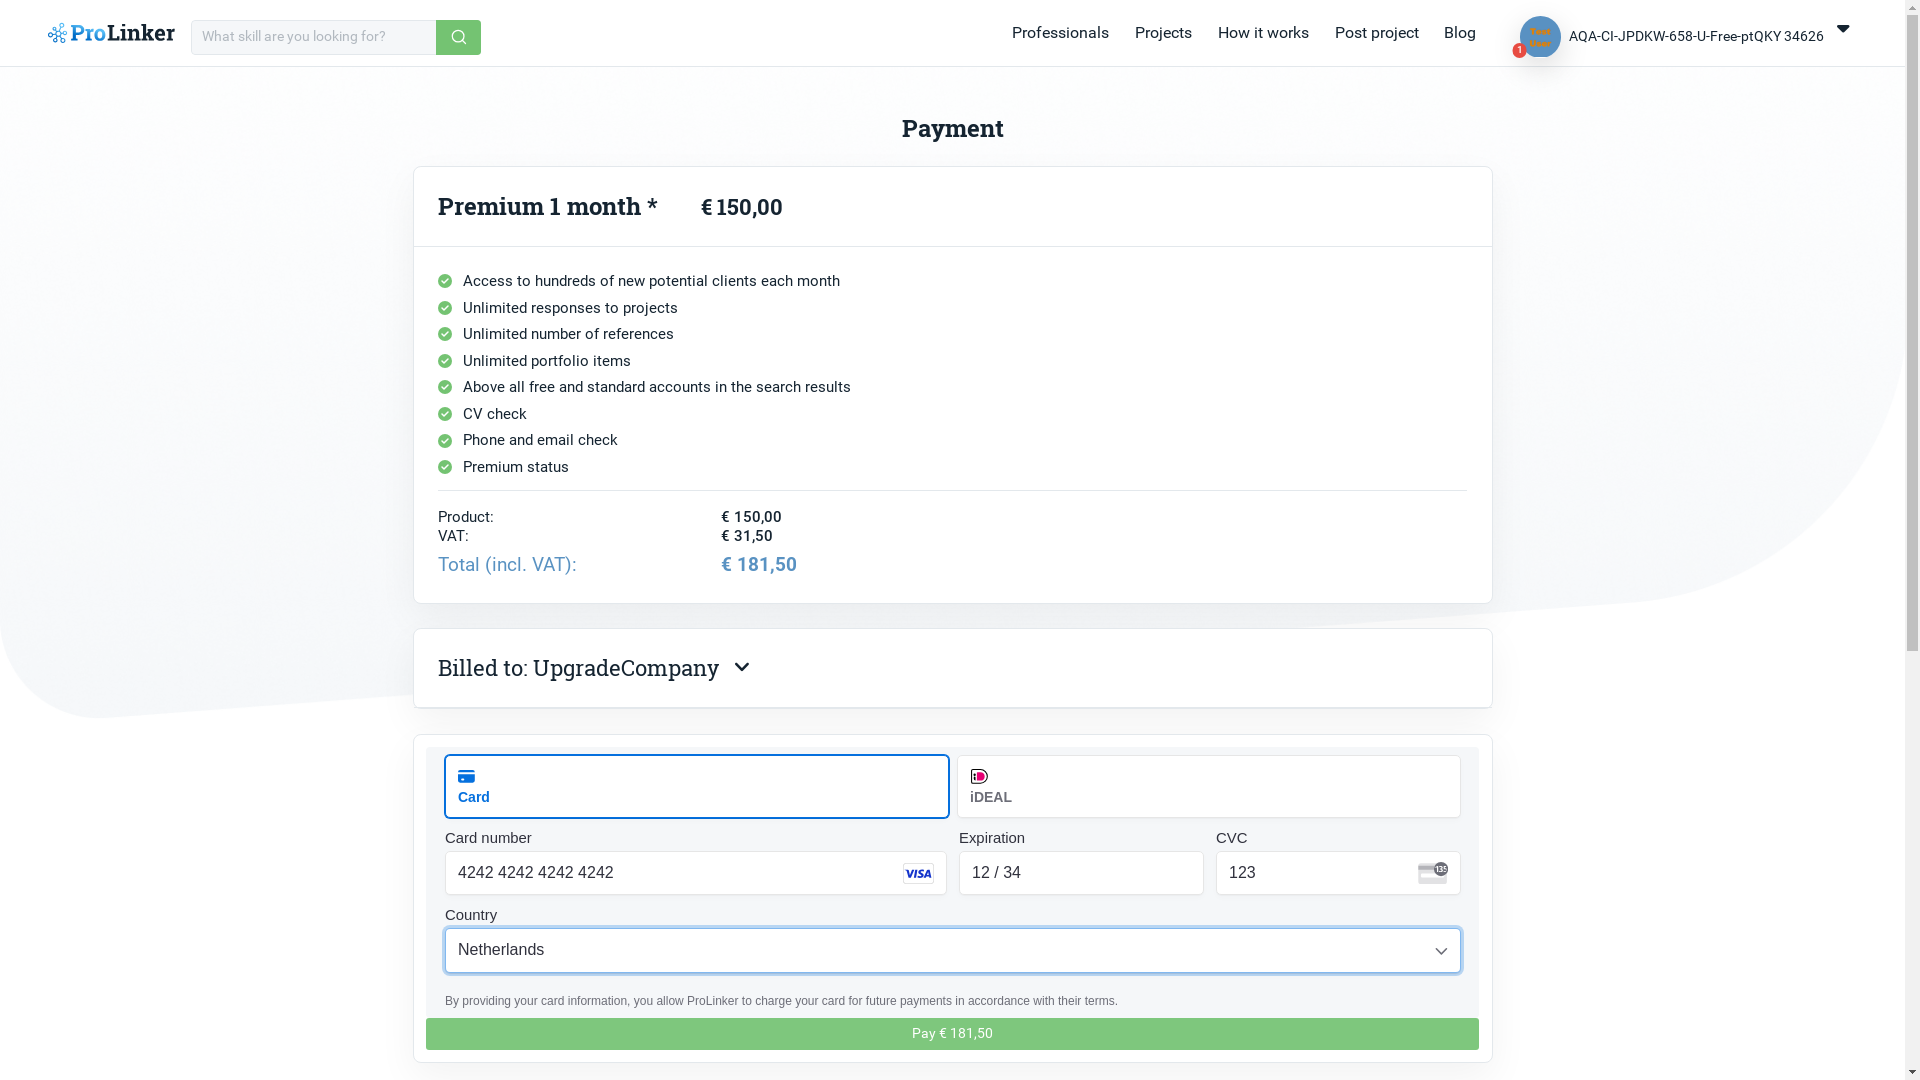 ProLinker
What skill are you looking for?
Professionals
Projects
How it works
Post project
Blog
Test
User
1
AQA-CI-JPDKW-658-U-Free-ptQKY 34626
Payment
Premium 1 month * € 150,00
Access to hundreds of new potential clients each month
Unlimited responses to projects
Unlimited number of references
Unlimited portfolio items
Above all free and standard accounts in the search results
CV check
Phone and email check
Premium status
Product: € 150,00
VAT: € 31,50
Total (incl. VAT): € 181,50
Billed to: UpgradeCompany
Card
iDEAL
Card number
Expiration
CVC
4242 4242 4242 4242
VISA
12 / 34
123
135
Country
Netherlands
By providing your card information, you allow ProLinker to charge your card for future payments in accordance with their terms.
Pay € 181,50